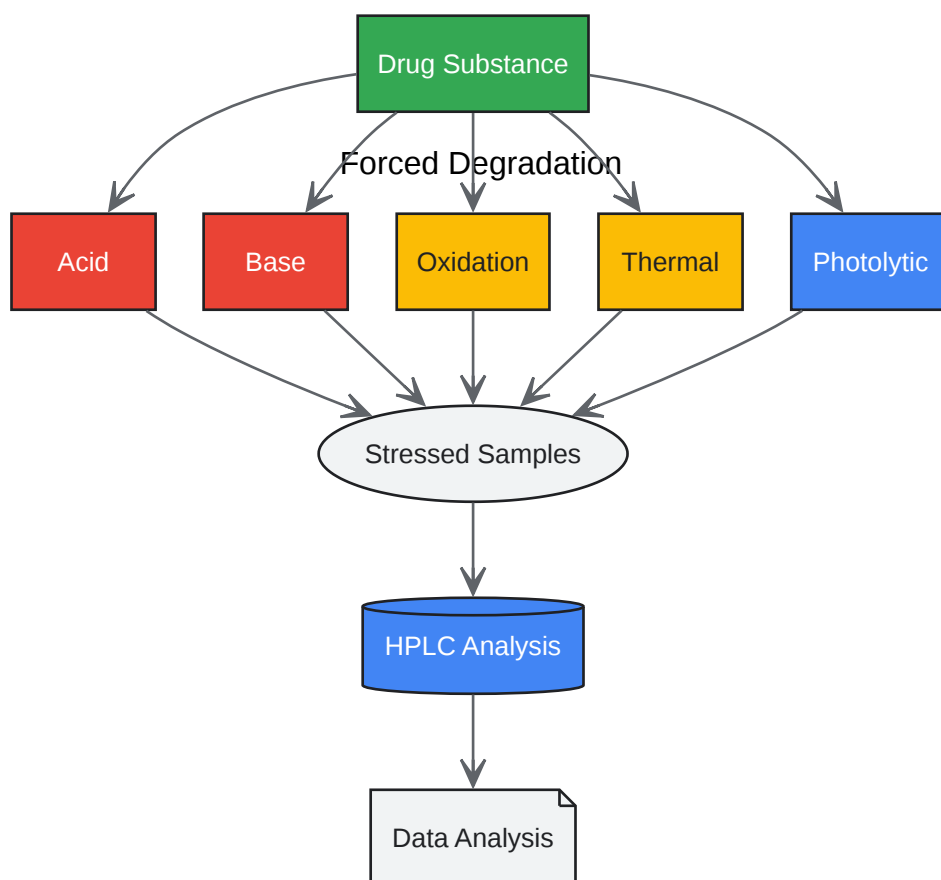 Drug Substance
Forced Degradation
Acid
Base
Oxidation
Thermal
Photolytic
Stressed Samples
HPLC Analysis
Data Analysis